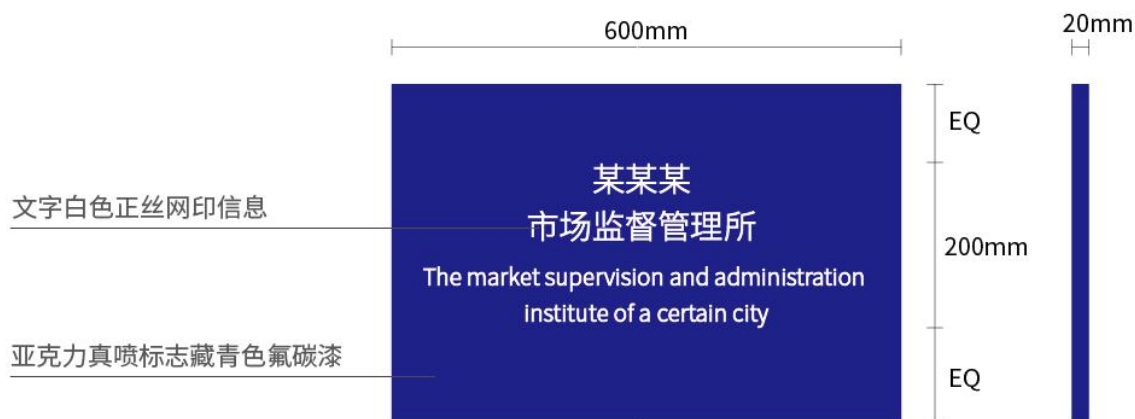 600mm
20mm
EQ
某某某
文字白色正丝网印信息
市场监督管理所
200mm
The market supervision and administration
institute of a certain city
亚克力真喷标志藏青色氟碳漆
EQ